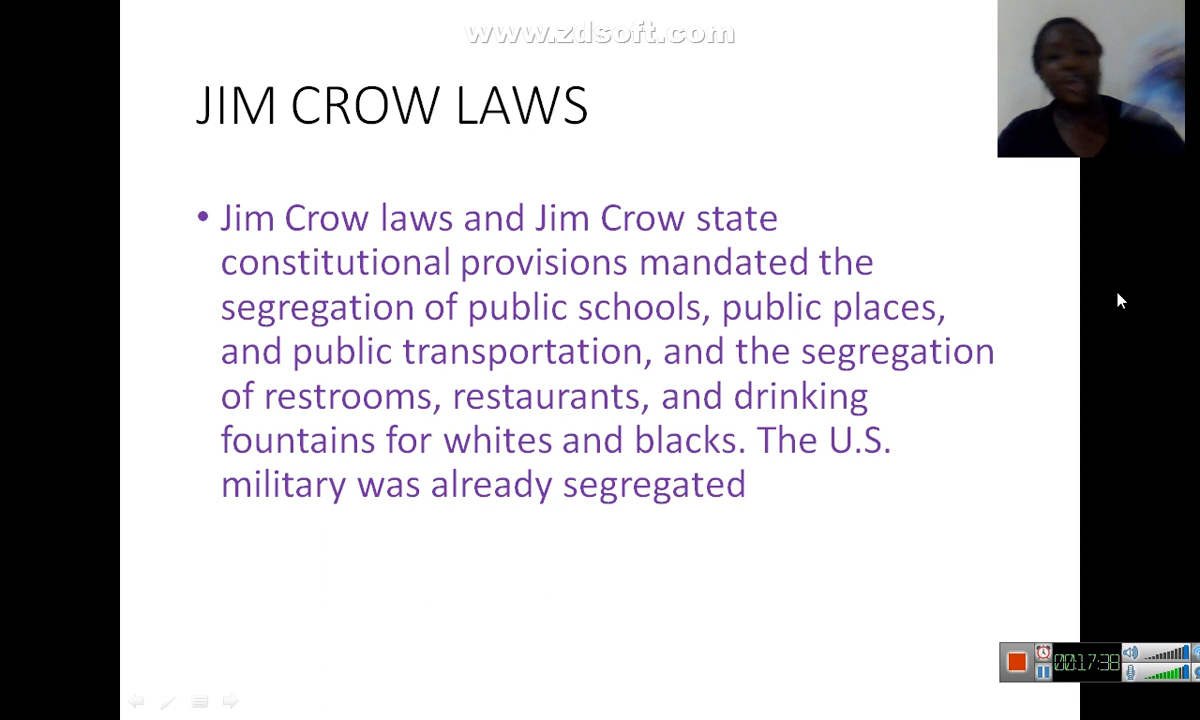 www.zdsoft.com
JIM CROW LAWS
• Jim Crow laws and Jim Crow state
constitutional provisions mandated the
segregation of public schools, public places,
and public transportation, and the segregation
of restrooms, restaurants, and drinking
fountains for whites and blacks. The U.S.
military was already segregated
00:17:38